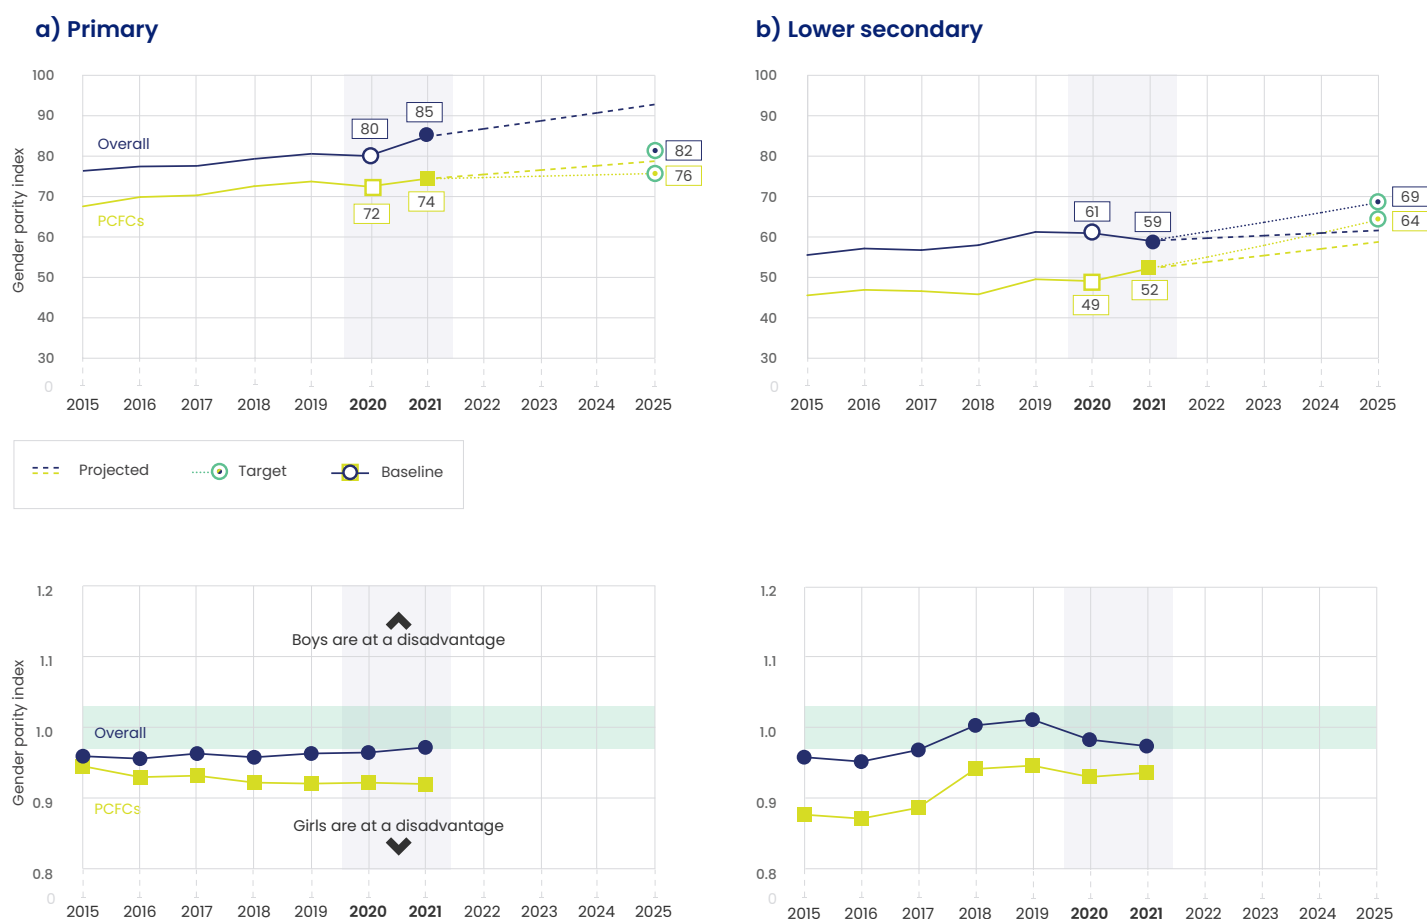 a) Primary
b) Lower secondary
Gender parity index
100
90
80
70
60
50
40
30
0
Overall
PCFCs
80
85
72
74
82
76
2015 2016 2017 2018 2019 2020 2021 2022 2023 2024 2025
100
90
80
70
60
50
40
30
0
61
59
49
52
69
64
2015 2016 2017 2018 2019 2020 2021 2022 2023 2024 2025
Projected
Target
Baseline
Gender parity index
1.2
1.1
1.0
0.9
0.8
0
Boys are at a disadvantage
Overall
PCFCs
Girls are at a disadvantage
2015 2016 2017 2018 2019 2020 2021 2022 2023 2024 2025
1.2
1.1
1.0
0.9
0.8
0
2015 2016 2017 2018 2019 2020 2021 2022 2023 2024 2025